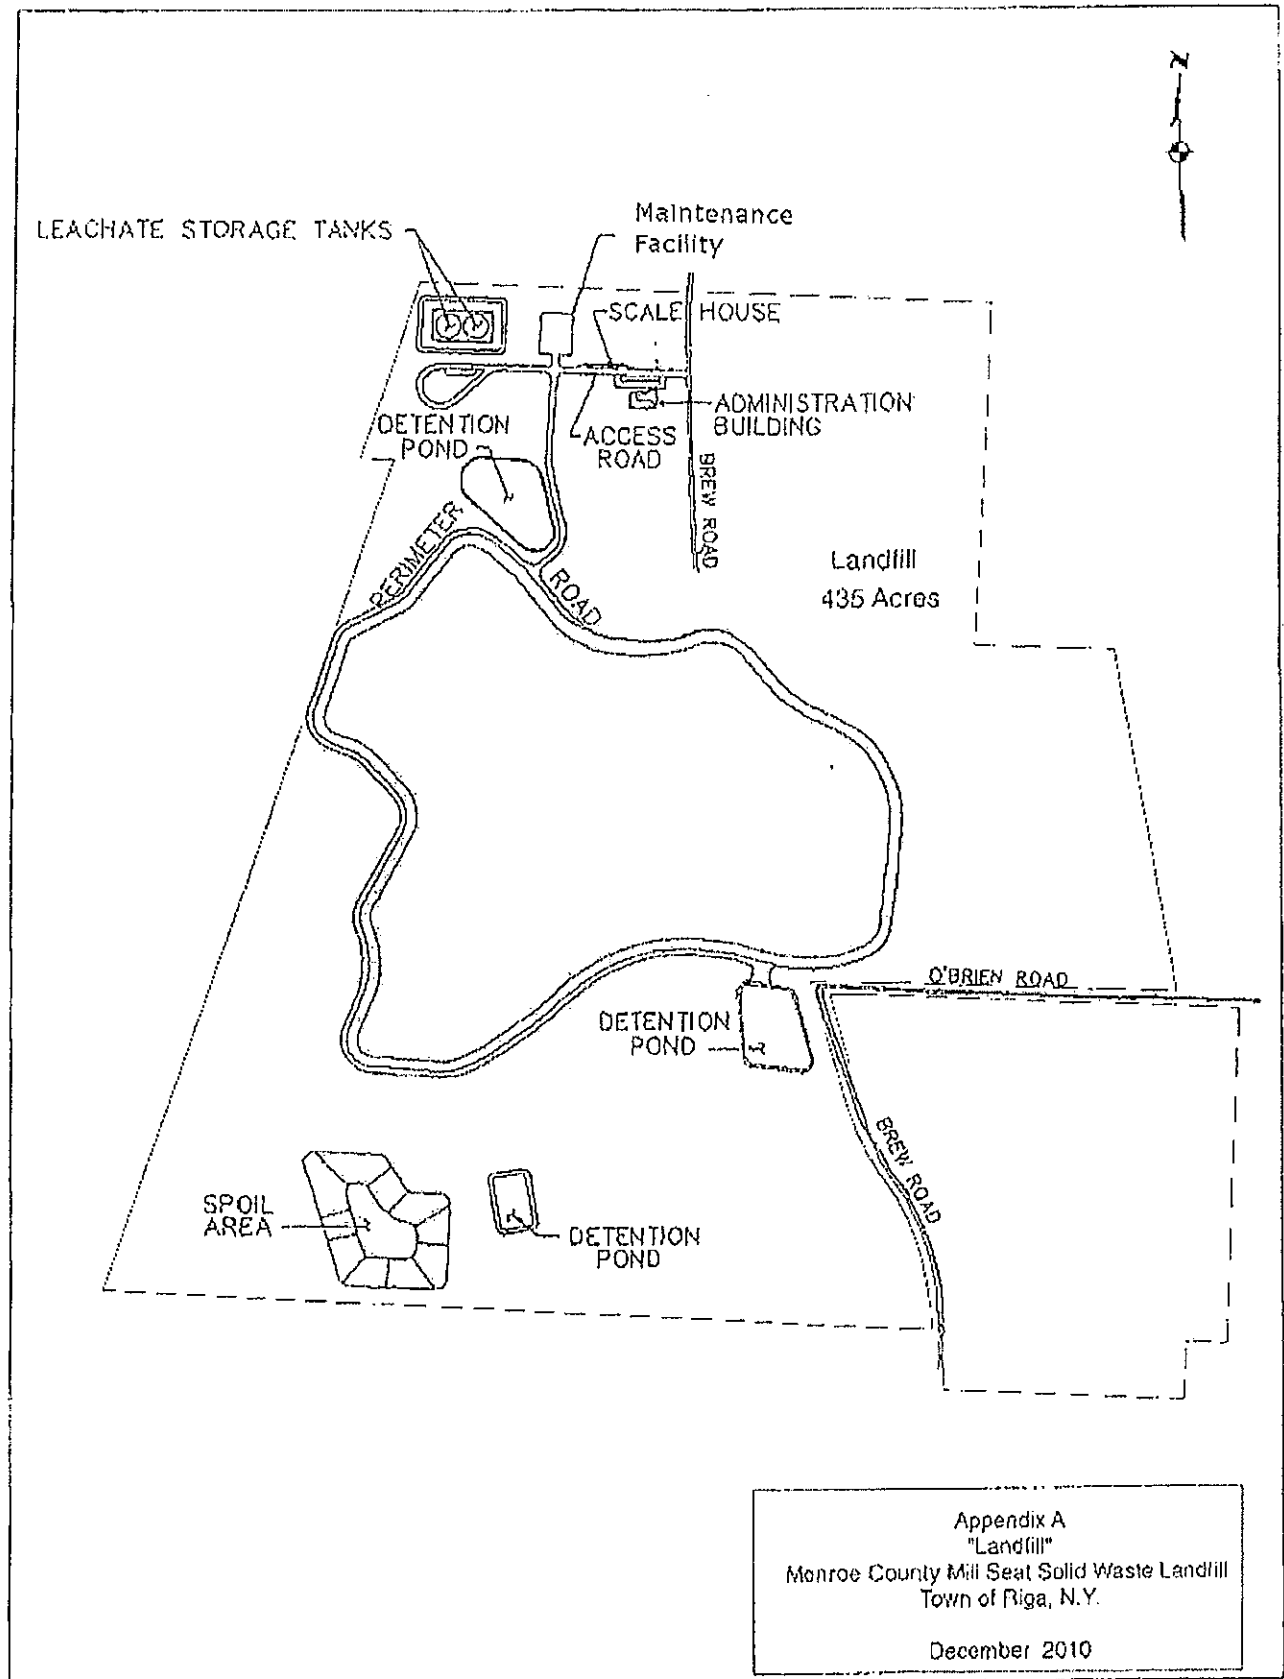 N
LEACHATE STORAGE TANKS
Maintenance
Facility
SCALE HOUSE
ADMINISTRATION
BUILDING
DETENTION
POND
ACCESS
ROAD
BREW ROAD
PERIMETER
ROAD
Landfill
435 Acres
O'BRIEN ROAD
DETENTION
POND
BREW ROAD
SPOIL
AREA
DETENTION
POND
Appendix A
"Landfill"
Monroe County Mill Seat Solid Waste Landfill
Town of Riga, N.Y.
December 2010